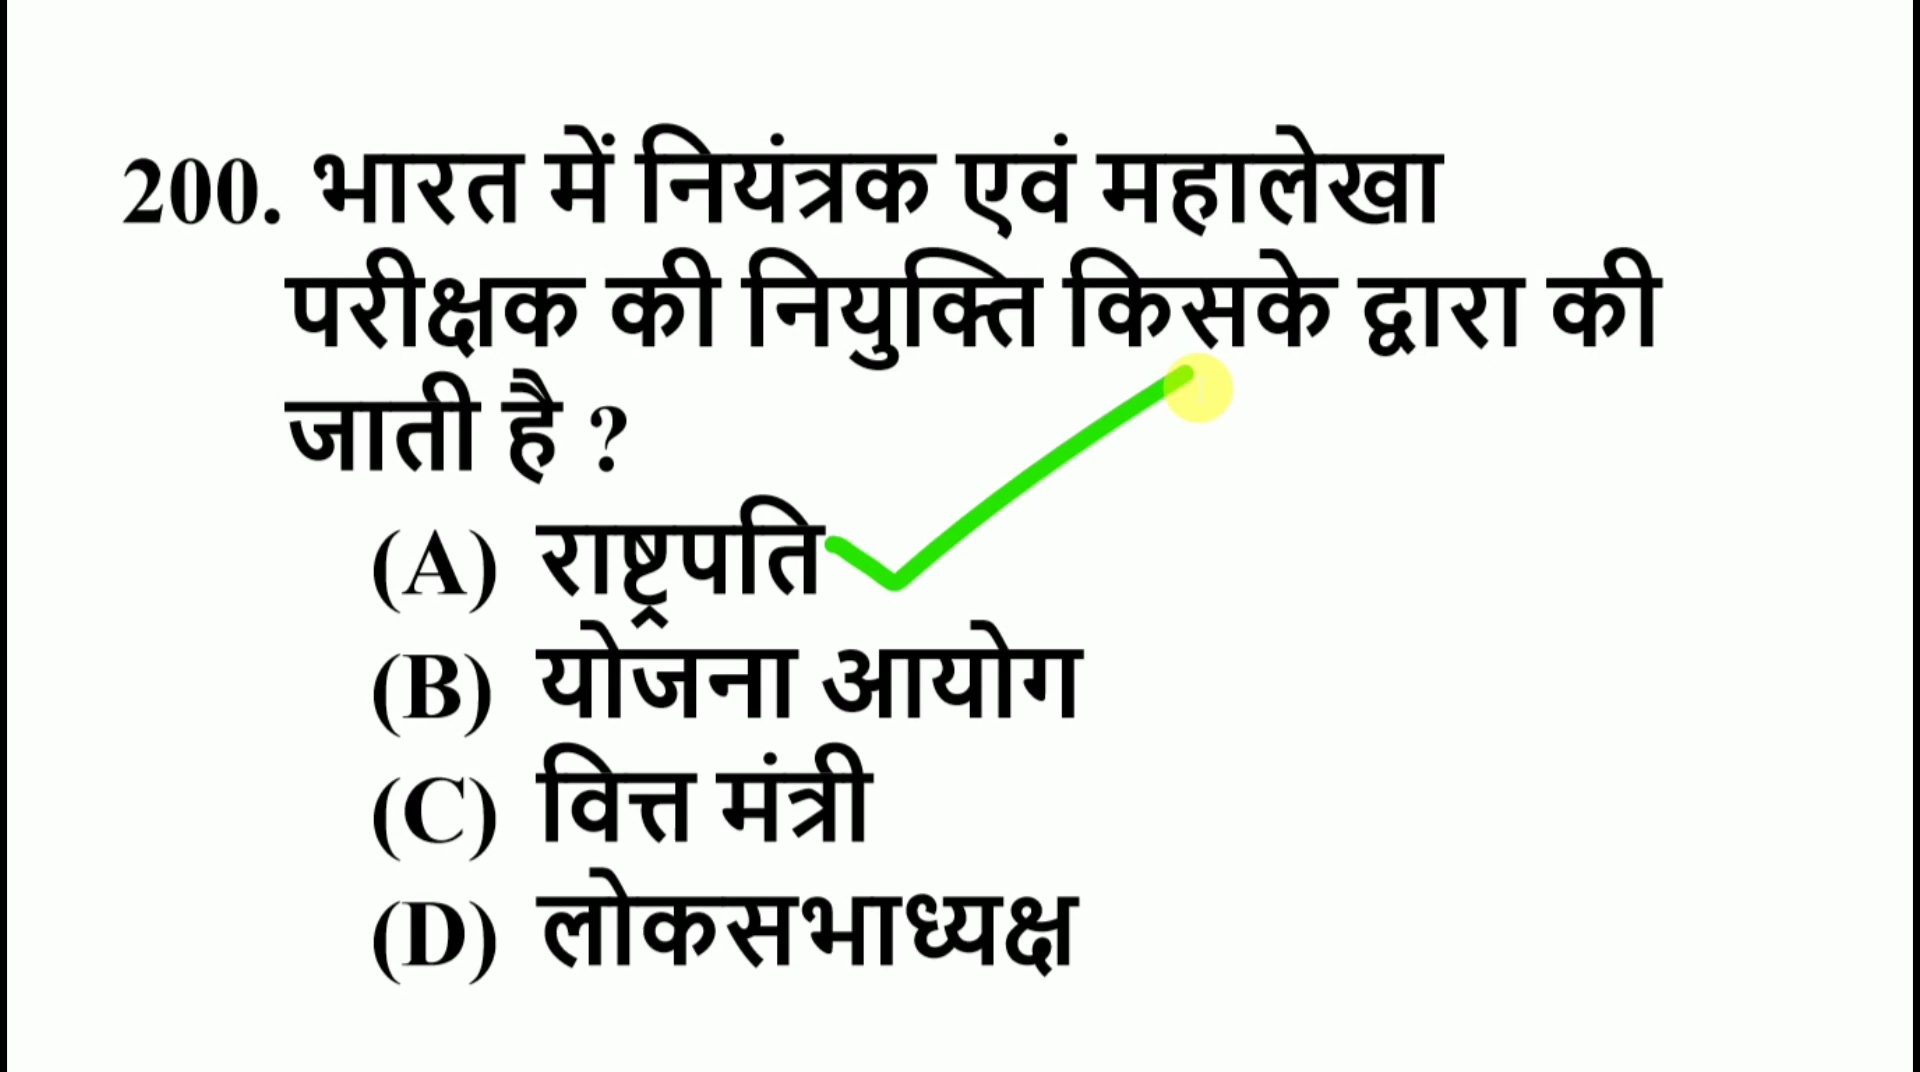 200. भारत में नियंत्रक एवं महालेखा
परीक्षक की नियुक्ति किसके द्वारा की
जाती है ?
(A) राष्ट्रपति
(B) योजना आयोग
(C) वित्त मंत्री
(D) लोकसभाध्यक्ष